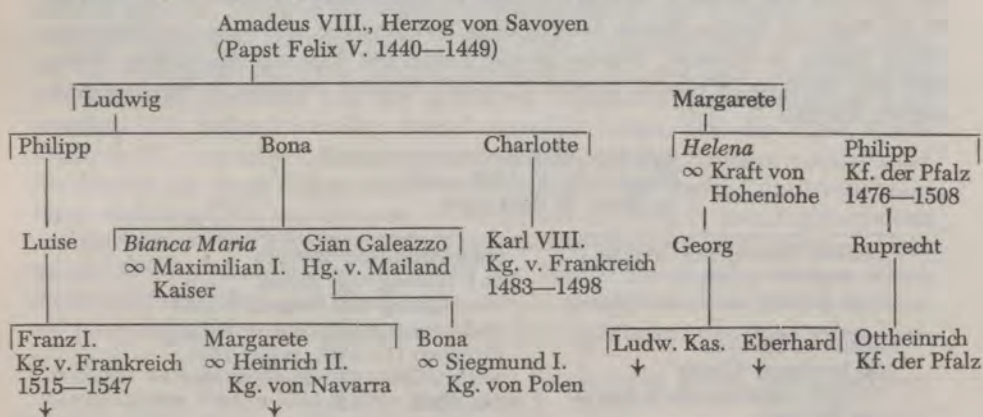 Amadeus VIII., Herzog von Savoyen
(Papst Felix V. 1440—1449)
Ludwig Margarete
Philipp Bona Charlotte Helena Philipp
∞ Kraft von Kf. der Pfalz
Hohenlohe 1476—1508
Luise Bianca Maria Gian Galeazzo Karl VIII. Georg Ruprecht
∞ Maximilian I. Hg. v. Mailand Kg. v. Frankreich
Kaiser 1483—1498
Franz I. Margarete Bona Ludw. Kas. Eberhard Ottheinrich
Kg. v. Frankreich ∞ Heinrich II. ∞ Siegmund I. Kf. der Pfalz
1515—1547 Kg. von Navarra Kg. von Polen